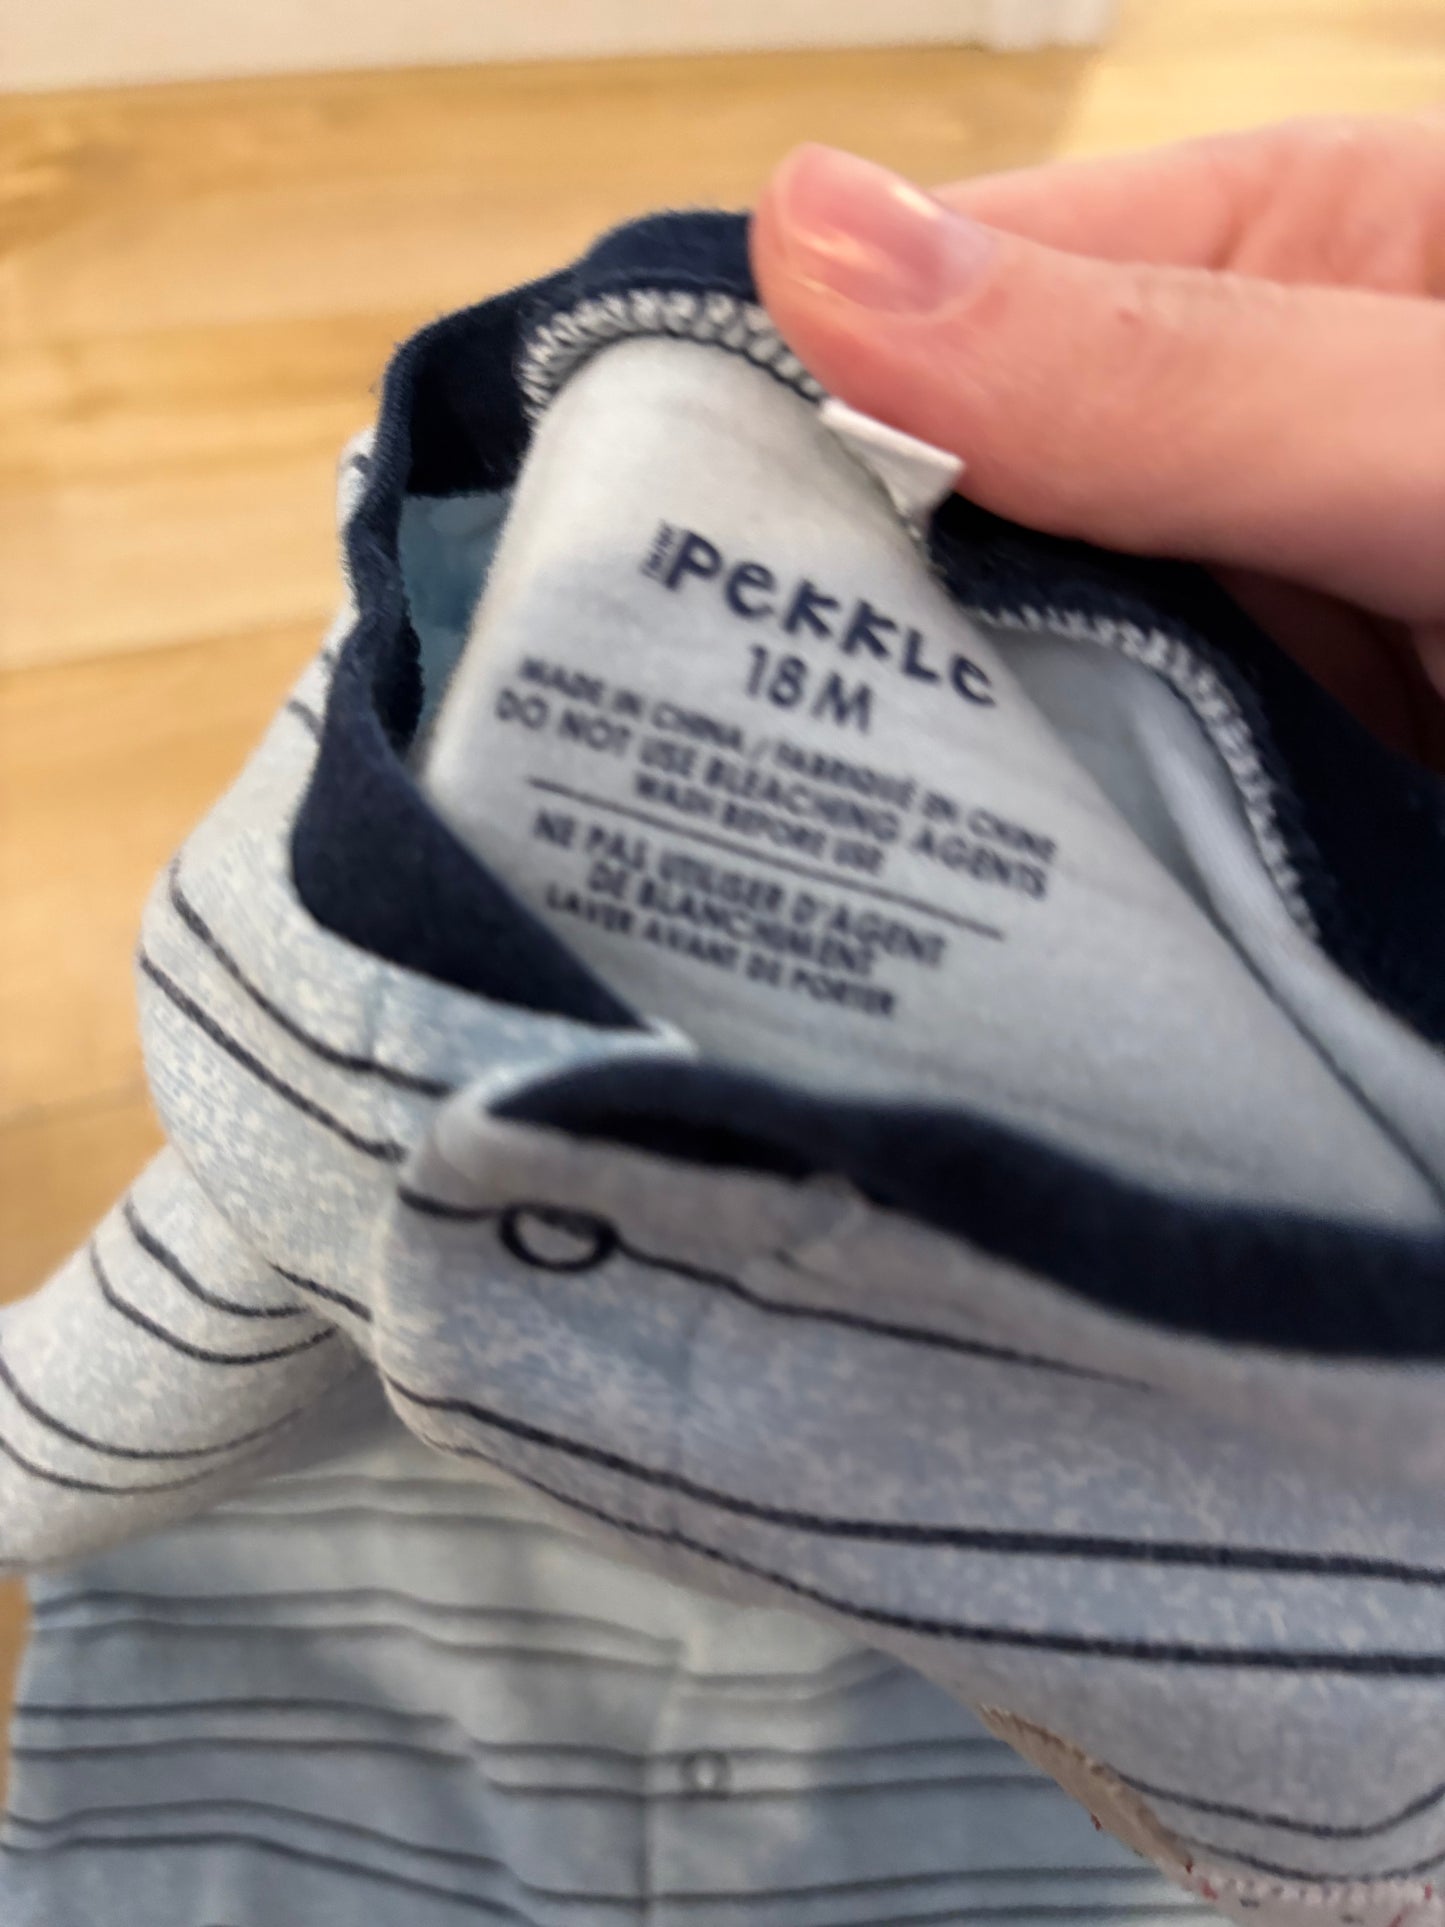 PEKKLE
18 M
MADE IN CHINA / FABRIQUÉ EN CHINE
DO NOT USE BLEACHING AGENTS
WASH BEFORE USE
NE PAS UTILISER D'AGENT
DE BLANCHIMENT
LAVER AVANT DE PORTER